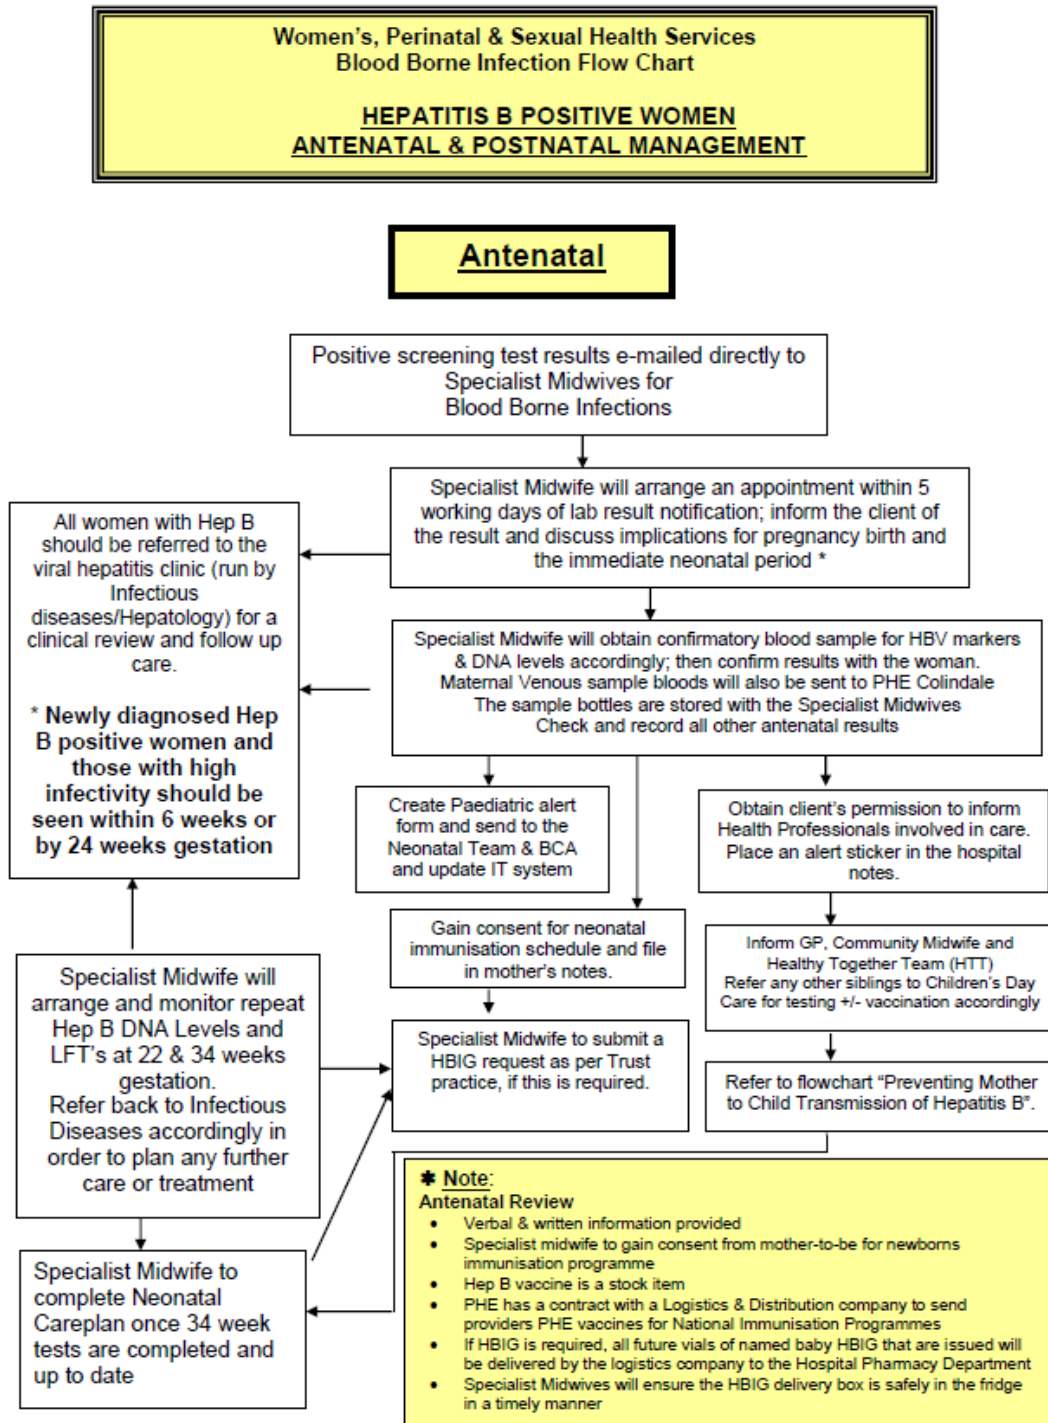 Women's, Perinatal & Sexual Health Services
Blood Borne Infection Flow Chart
HEPATITIS B POSITIVE WOMEN
ANTENATAL & POSTNATAL MANAGEMENT
Antenatal
Positive screening test results e-mailed directly to
Specialist Midwives for
Blood Borne Infections
Specialist Midwife will arrange an appointment within 5
working days of lab result notification; inform the client of
the result and discuss implications for pregnancy birth and
the immediate neonatal period *
All women with Hep B
should be referred to the
viral hepatitis clinic (run by
Infectious
diseases/Hepatology) for a
clinical review and follow up
care.
* Newly diagnosed Hep
B positive women and
those with high
infectivity should be
seen within 6 weeks or
by 24 weeks gestation
Specialist Midwife will obtain confirmatory blood sample for HBV markers
& DNA levels accordingly; then confirm results with the woman.
Maternal Venous sample bloods will also be sent to PHE Colindale
The sample bottles are stored with the Specialist Midwives
Check and record all other antenatal results
Create Paediatric alert
form and send to the
Neonatal Team & BCA
and update IT system
Obtain client's permission to inform
Health Professionals involved in care.
Place an alert sticker in the hospital
notes.
Gain consent for neonatal
immunisation schedule and file
in mother's notes.
Inform GP, Community Midwife and
Healthy Together Team (HTT)
Refer any other siblings to Children's Day
Care for testing +/- vaccination accordingly
Specialist Midwife will
arrange and monitor repeat
Hep B DNA Levels and
LFT's at 22 & 34 weeks
gestation.
Refer back to Infectious
Diseases accordingly in
order to plan any further
care or treatment
Specialist Midwife to submit a
HBIG request as per Trust
practice, if this is required.
Refer to flowchart "Preventing Mother
to Child Transmission of Hepatitis B".
Specialist Midwife to
complete Neonatal
Careplan once 34 week
tests are completed and
up to date
✱ Note:
Antenatal Review
• Verbal & written information provided
• Specialist midwife to gain consent from mother-to-be for newborns
immunisation programme
• Hep B vaccine is a stock item
• PHE has a contract with a Logistics & Distribution company to send
providers PHE vaccines for National Immunisation Programmes
• If HBIG is required, all future vials of named baby HBIG that are issued will
be delivered by the logistics company to the Hospital Pharmacy Department
• Specialist Midwives will ensure the HBIG delivery box is safely in the fridge
in a timely manner